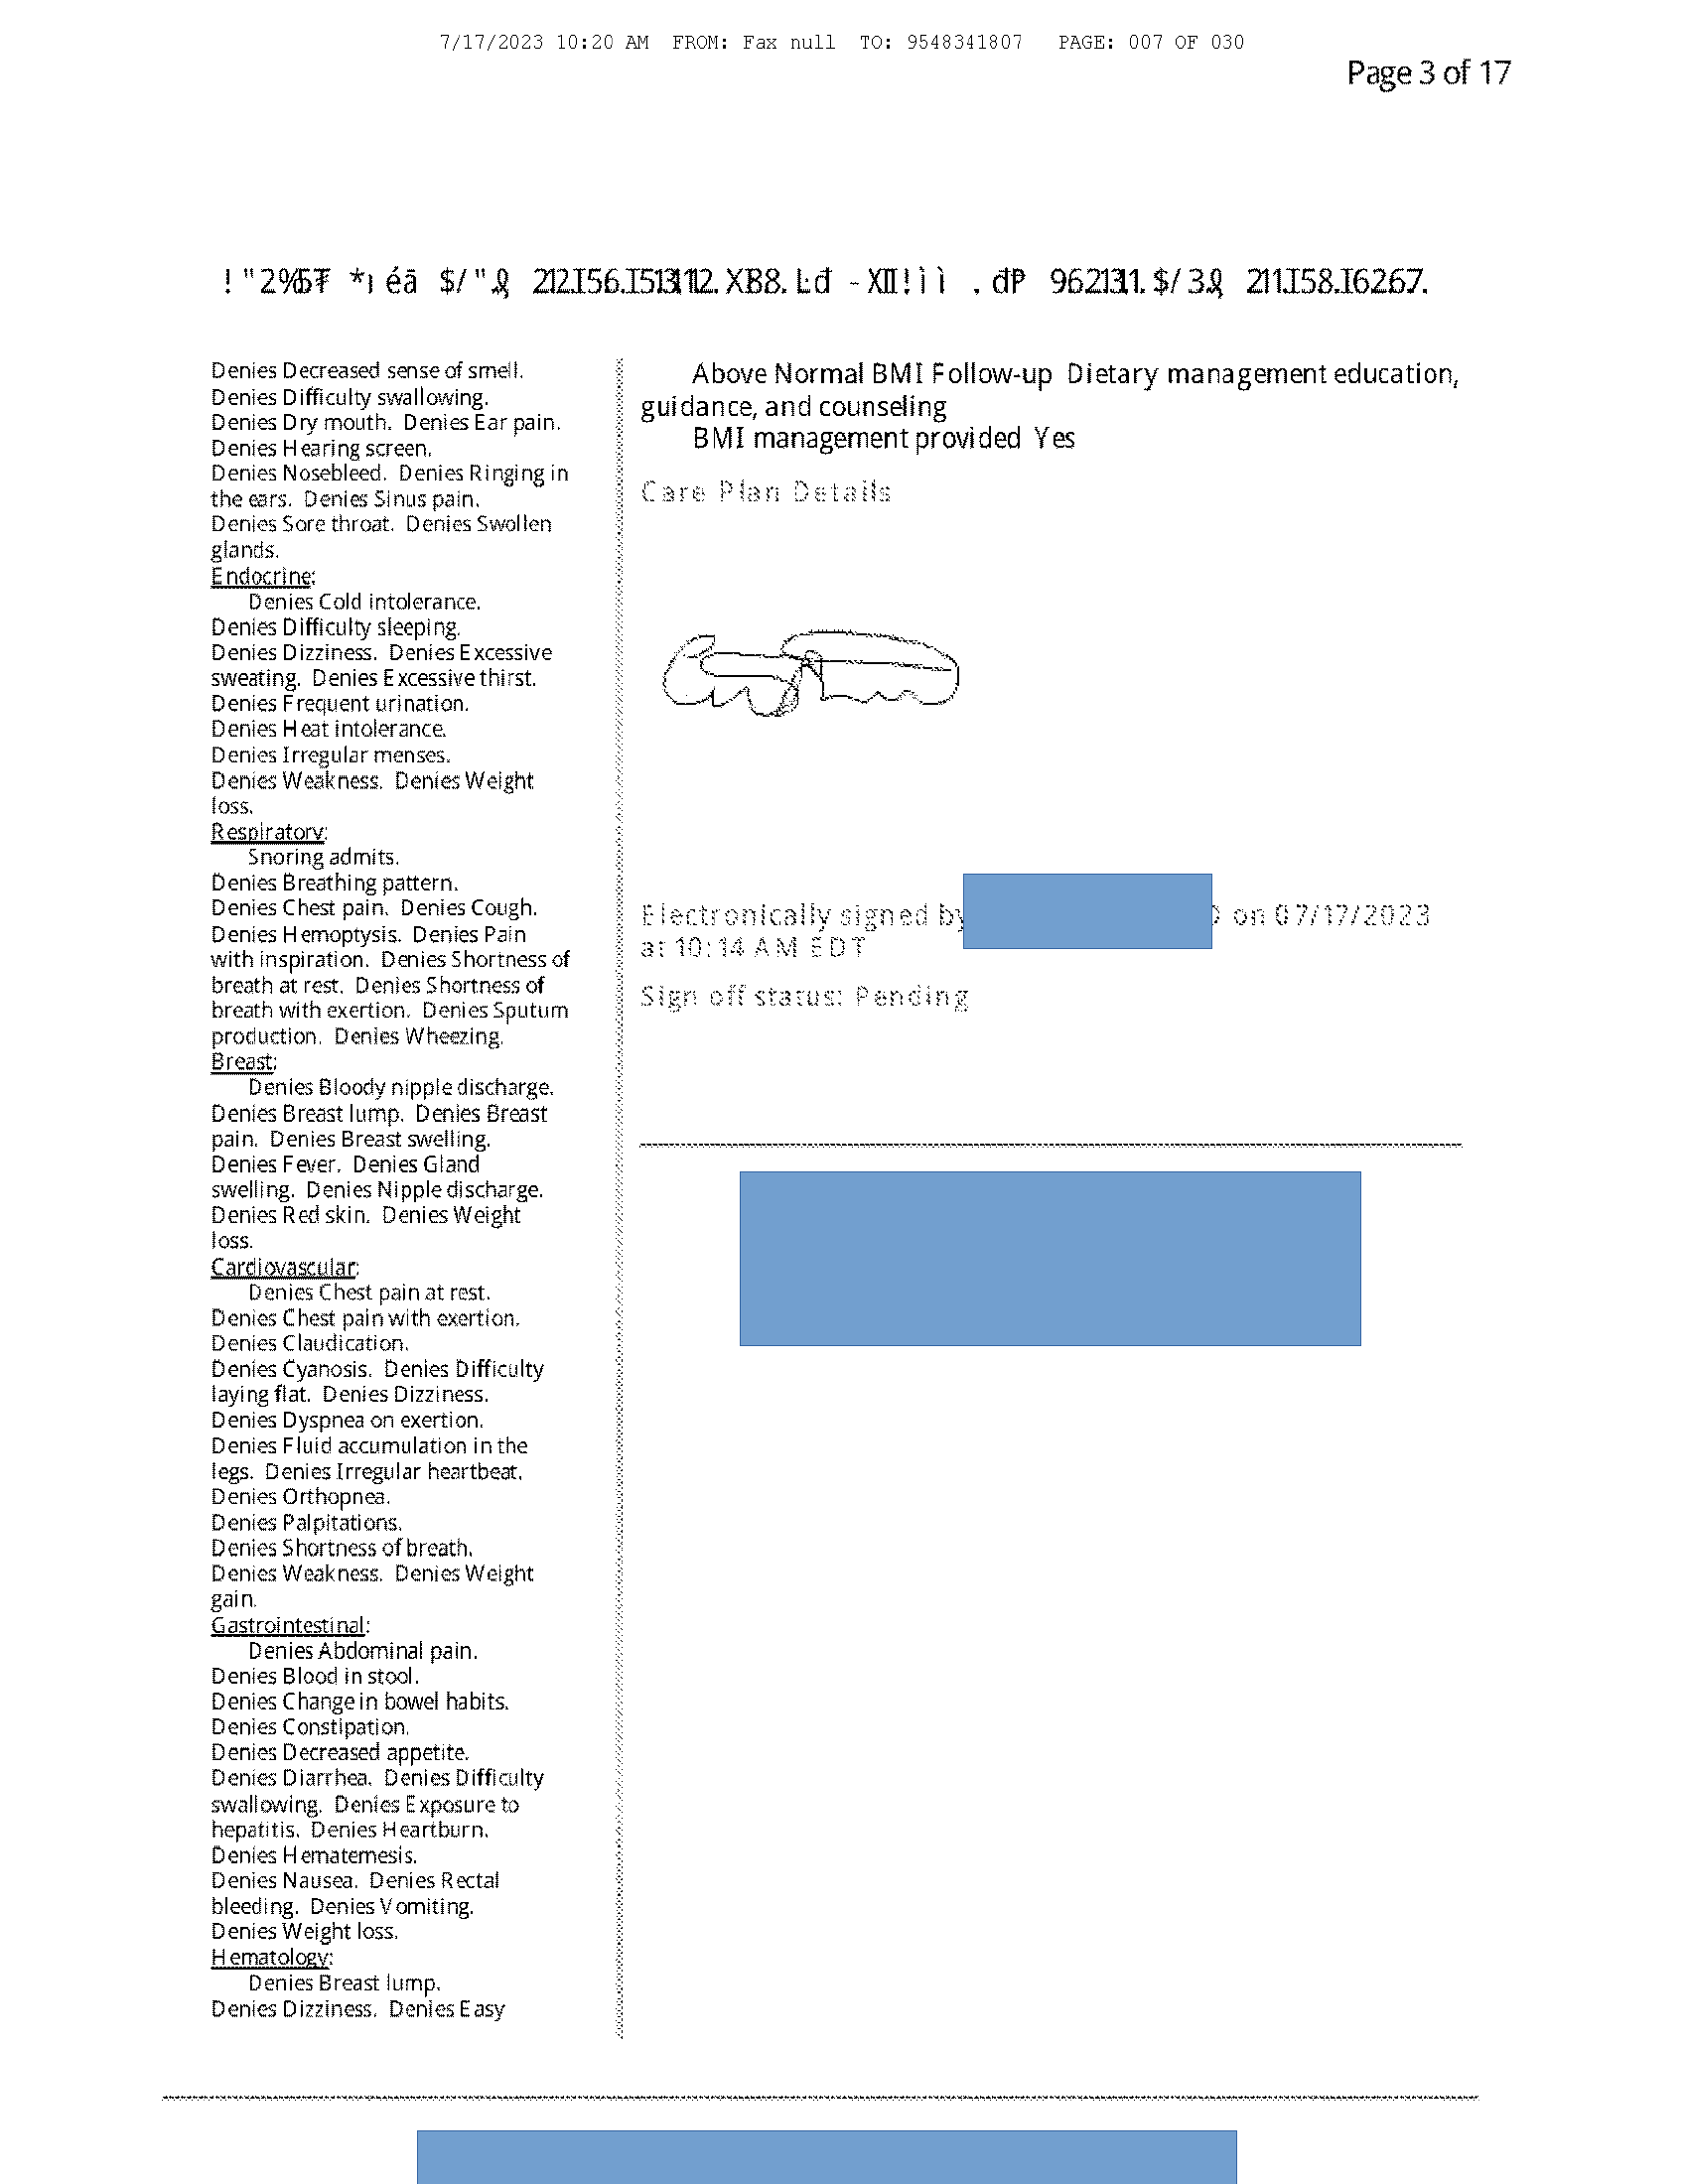 7/17/2023 10:20 AM FROM: Fax null TO: 9548341807 PAGE: 007 OF 030
Page 3 of 17
Denies Decreased sense of smell.
Denies Difficulty swallowing.
Denies Dry mouth. Denies Ear pain.
Denies Hearing screen.
Denies Nosebleed. Denies Ringing in
the ears. Denies Sinus pain.
Denies Sore throat. Denies Swollen
glands.
Endocrine:
Denies Cold intolerance.
Denies Difficulty sleeping.
Denies Dizziness. Denies Excessive
sweating. Denies Excessive thirst.
Denies Frequent urination.
Denies Heat intolerance.
Denies Irregular menses.
Denies Weakness. Denies Weight
loss.
Respiratory:
Snoring admits.
Denies Breathing pattern.
Denies Chest pain. Denies Cough.
Denies Hemoptysis. Denies Pain
with inspiration. Denies Shortness of
breath at rest. Denies Shortness of
breath with exertion. Denies Sputum
production. Denies Wheezing.
Breast:
Denies Bloody nipple discharge.
Denies Breast lump. Denies Breast
pain. Denies Breast swelling.
Denies Fever. Denies Gland
swelling. Denies Nipple discharge.
Denies Red skin. Denies Weight
loss.
Cardiovascular:
Denies Chest pain at rest.
Denies Chest pain with exertion.
Denies Claudication.
Denies Cyanosis. Denies Difficulty
laying flat. Denies Dizziness.
Denies Dyspnea on exertion.
Denies Fluid accumulation in the
legs. Denies Irregular heartbeat.
Denies Orthopnea.
Denies Palpitations.
Denies Shortness of breath.
Denies Weakness. Denies Weight
gain.
Gastrointestinal:
Denies Abdominal pain.
Denies Blood in stool.
Denies Change in bowel habits.
Denies Constipation.
Denies Decreased appetite.
Denies Diarrhea. Denies Difficulty
swallowing. Denies Exposure to
hepatitis. Denies Heartburn.
Denies Hematemesis.
Denies Nausea. Denies Rectal
bleeding. Denies Vomiting.
Denies Weight loss.
Hematology:
Denies Breast lump.
Denies Dizziness. Denies Easy
Above Normal BMI Follow-up Dietary management education,
guidance, and counseling
BMI management provided Yes
Care Plan Details
Electronically signed by on 07/17/2023
at 10:14 AM EDT
Sign off status: Pending